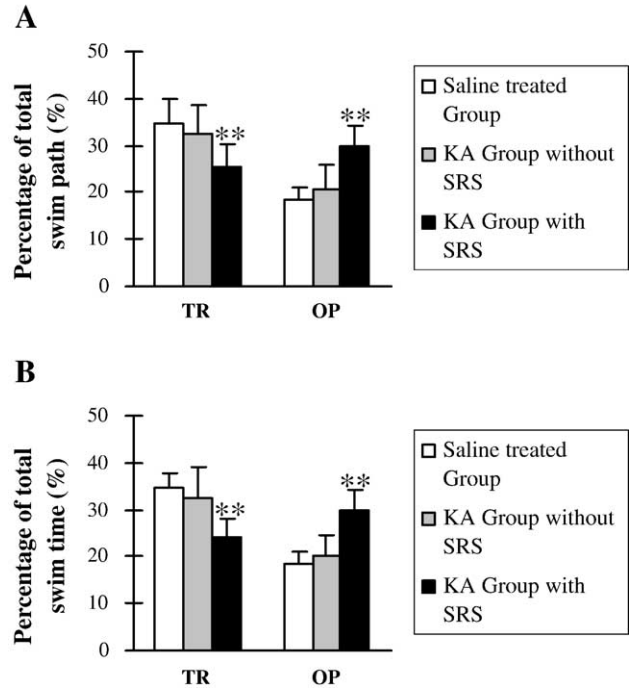 A
Percentage of total
swim path (%)
50
40
30
20
10
0
**
**
TR
OP
Saline treated
Group
KA Group without
SRS
KA Group with
SRS
B
Percentage of total
swim time (%)
50
40
30
20
10
0
**
**
TR
OP
Saline treated
Group
KA Group without
SRS
KA Group with
SRS